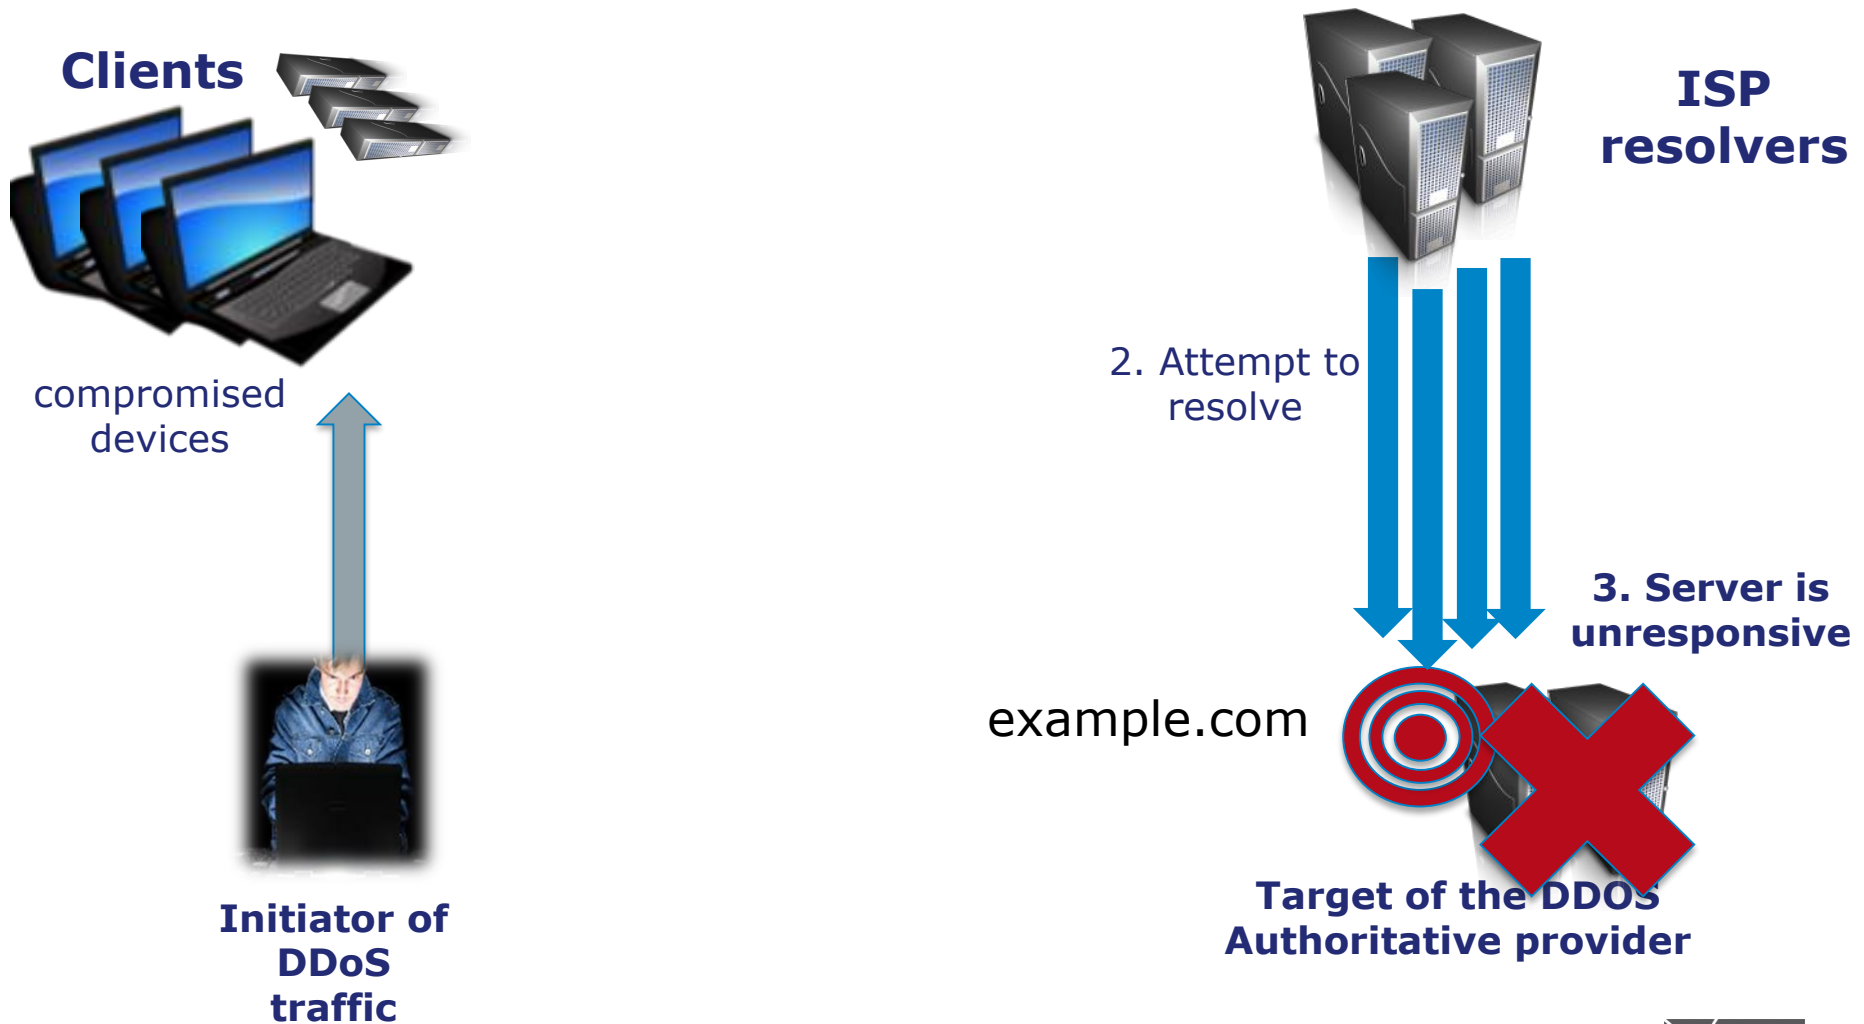 Clients
compromised
devices
Initiator of
DDoS
traffic
ISP
resolvers
2. Attempt to
resolve
3. Server is
unresponsive
example.com
Target of the DDOS
Authoritative provider